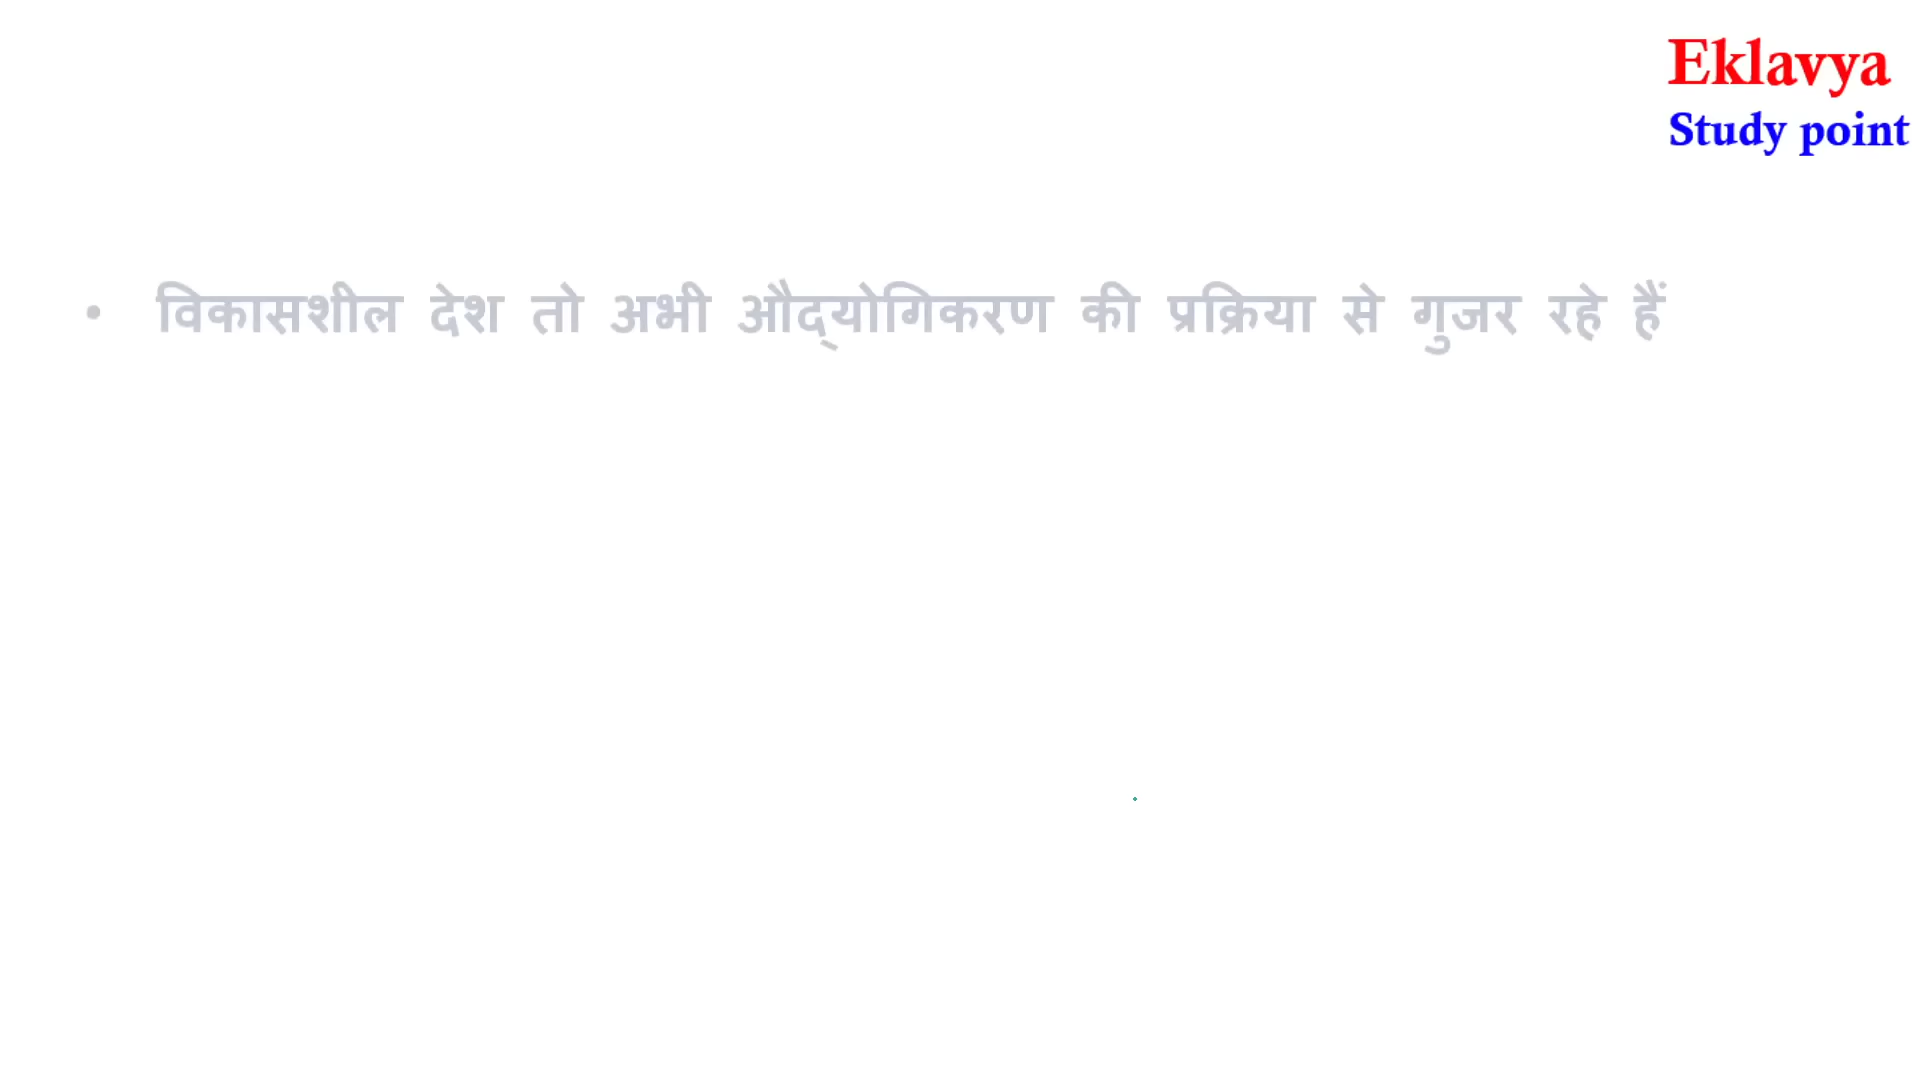 Eklavya
Study point
• विकासशील देश तो अभी औद्‌योगिकरण की प्रक्रिया से गुजर रहे हैं